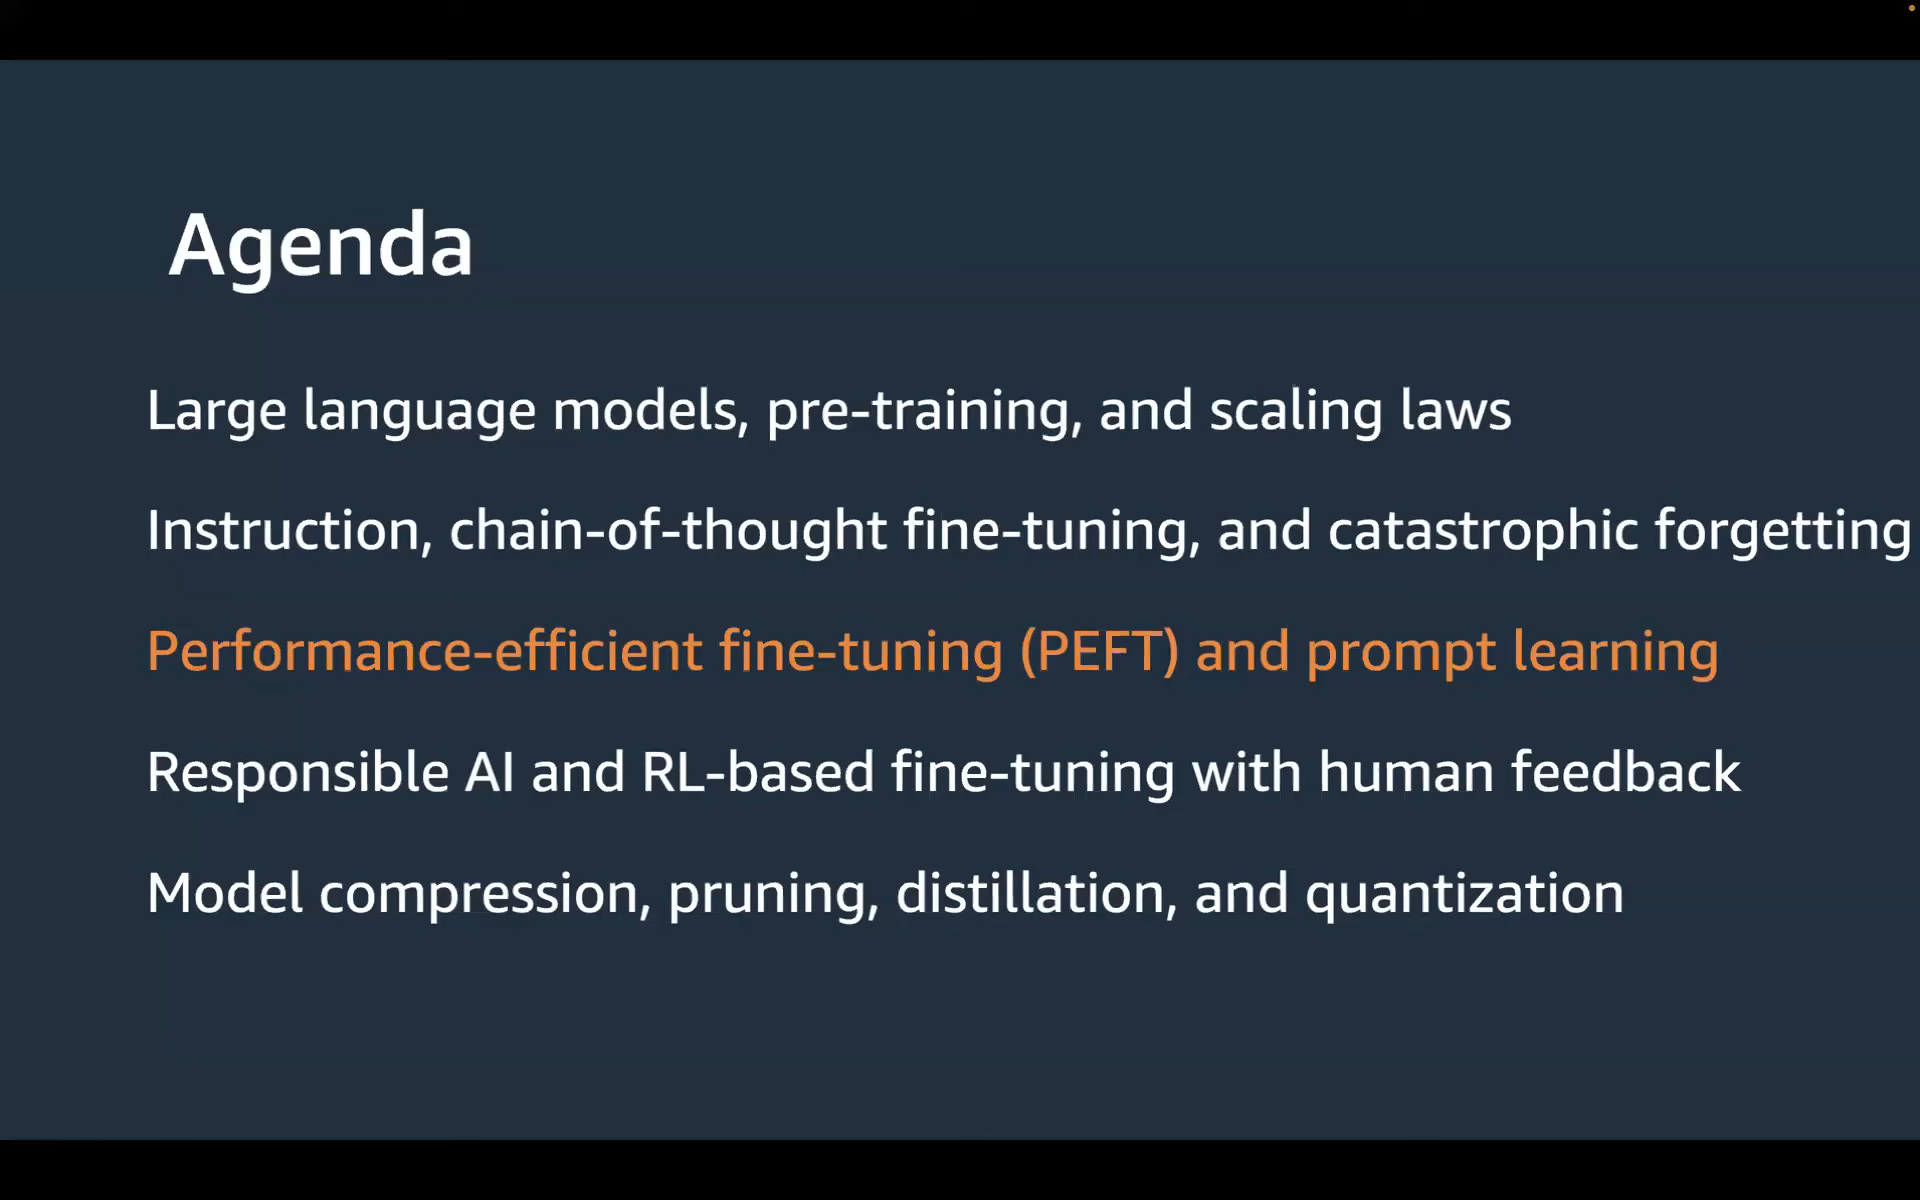 Agenda
Large language models, pre-training, and scaling laws
Instruction, chain-of-thought fine-tuning, and catastrophic forgetting
Performance-efficient fine-tuning (PEFT) and prompt learning
Responsible AI and RL-based fine-tuning with human feedback
Model compression, pruning, distillation, and quantization